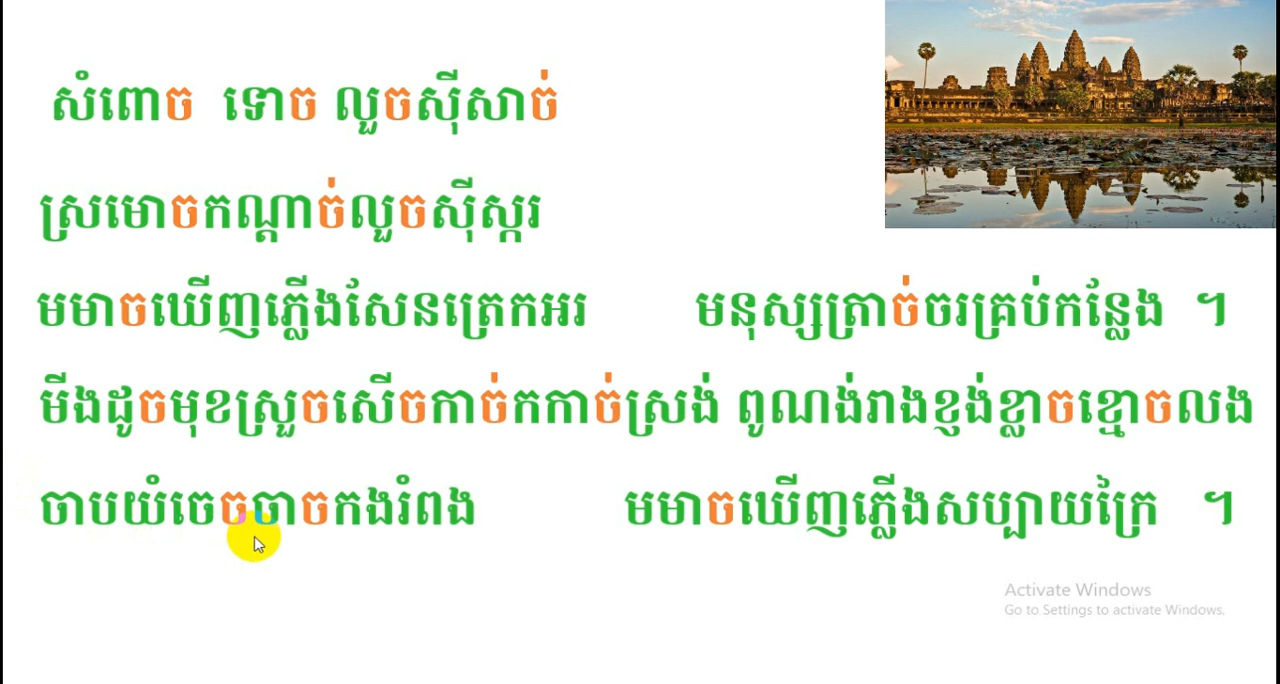 សំពោច ទោច លួចស៊ីសាច់
ស្រមោចកណ្ដាច់លួចស៊ីស្ករ
មមាចឃើញភ្លើងសែនត្រេកអរ មនុស្សត្រាច់ចរគ្រប់កន្លែង ។
មីងដូចមុខស្រួចសើចកាច់កកាច់ស្រង់ ពូណង់រាងខ្ញង់ខ្លាចខ្មោចលង
ចាបយំចេចចាចកងរំពង មមាចឃើញភ្លើងសប្បាយក្រៃ ។
Activate Windows
Go to Settings to activate Windows.